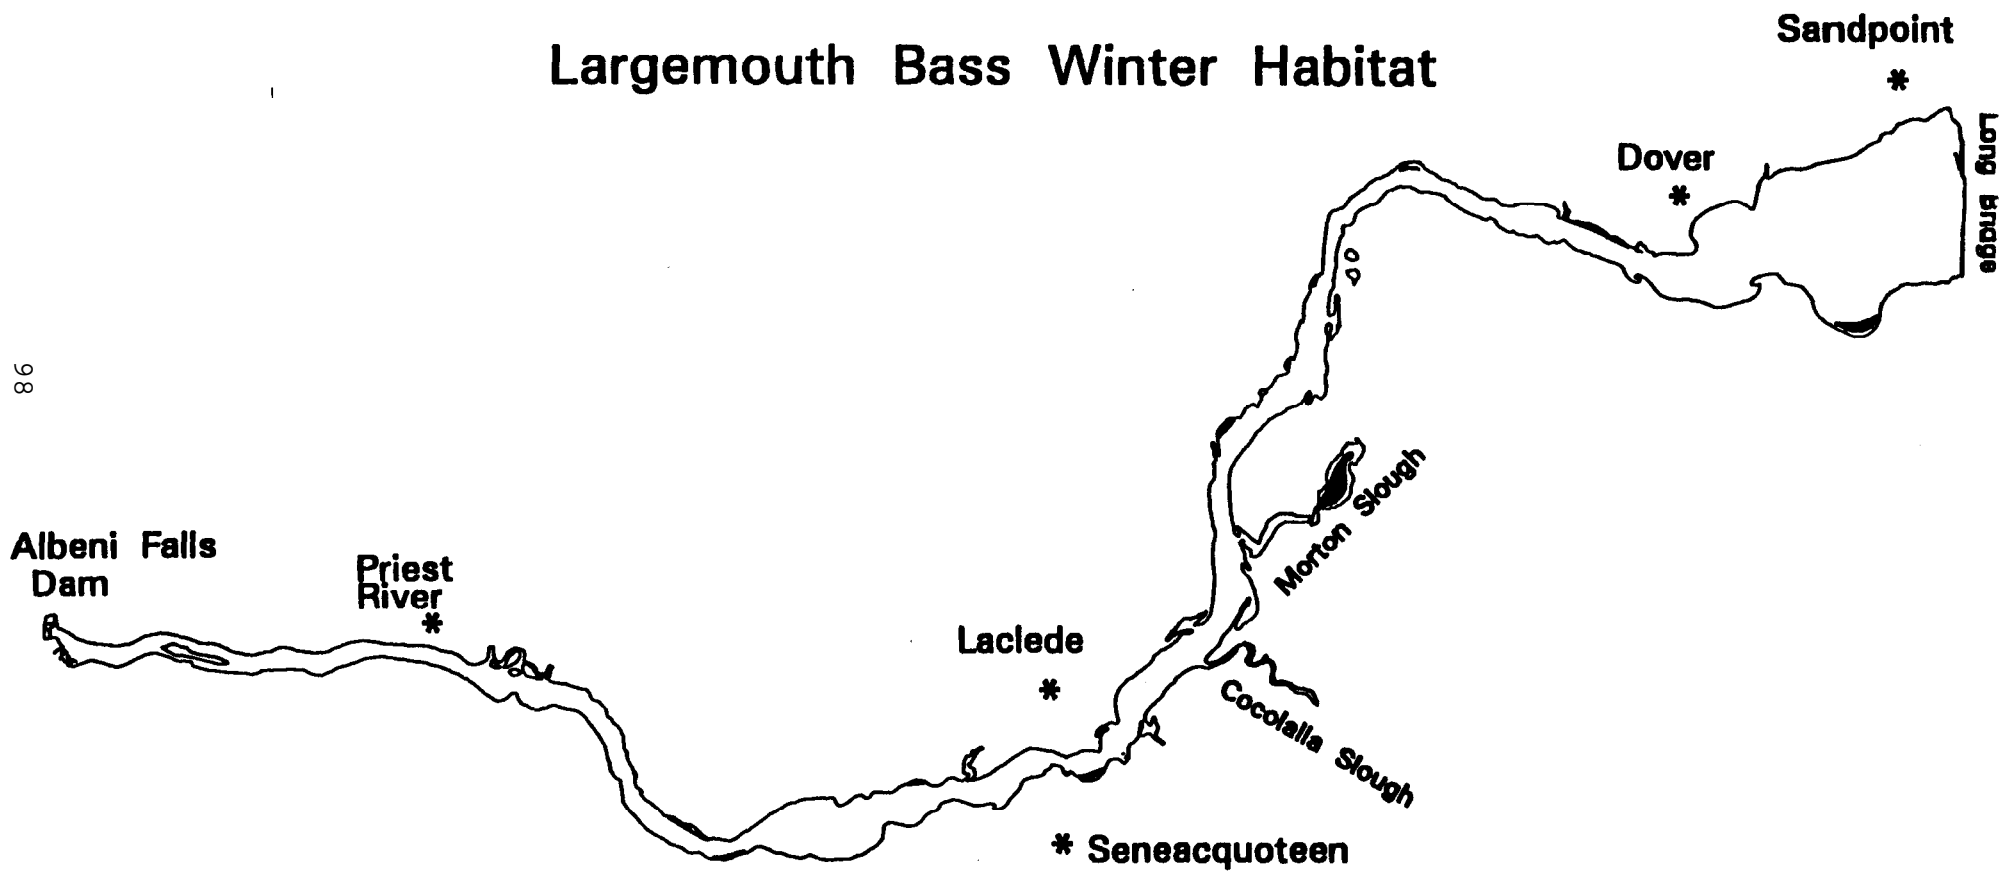 Largemouth Bass Winter Habitat
Sandpoint
*
Long Bridge
Dover
*
98
Morton Slough
Albeni Falls
Dam
Priest
River
*
Laclede
*
Cocolalla Slough
* Seneacquoteen